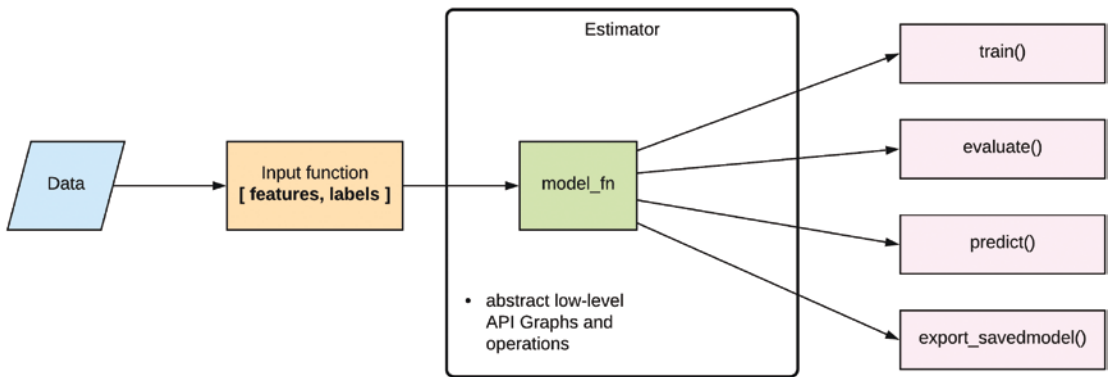 Estimator
Data
Input function
[ features, labels ]
model_fn
• abstract low-level
API Graphs and
operations
train()
evaluate()
predict()
export_savedmodel()